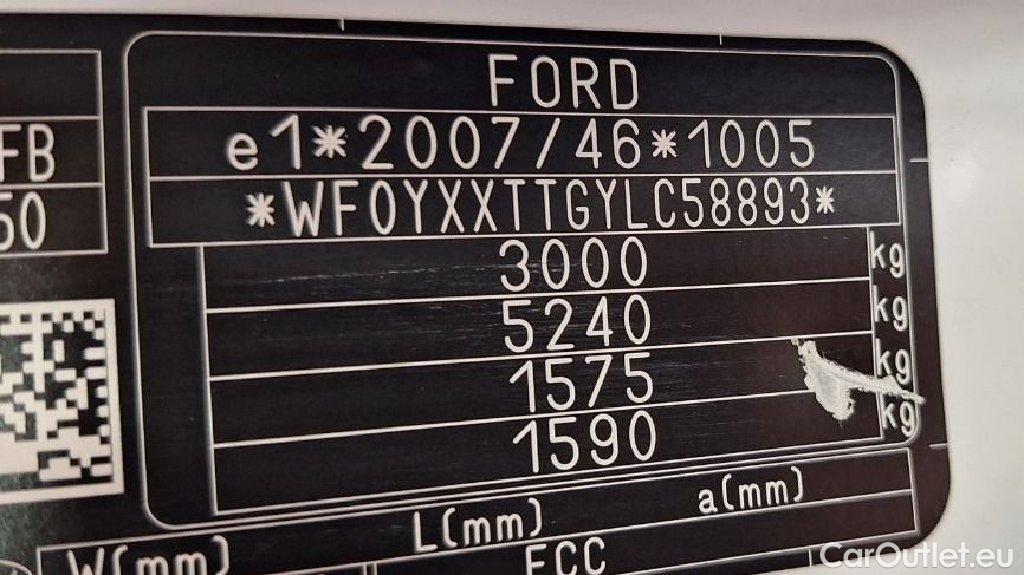 FORD
e1*2007/46*1005
FB
*WF0YXXTTGYLC58893*
50
3000 kg
5240 kg
1575 kg
1590 kg
W(mm) L(mm) a(mm)
FCC
CarOutlet.eu